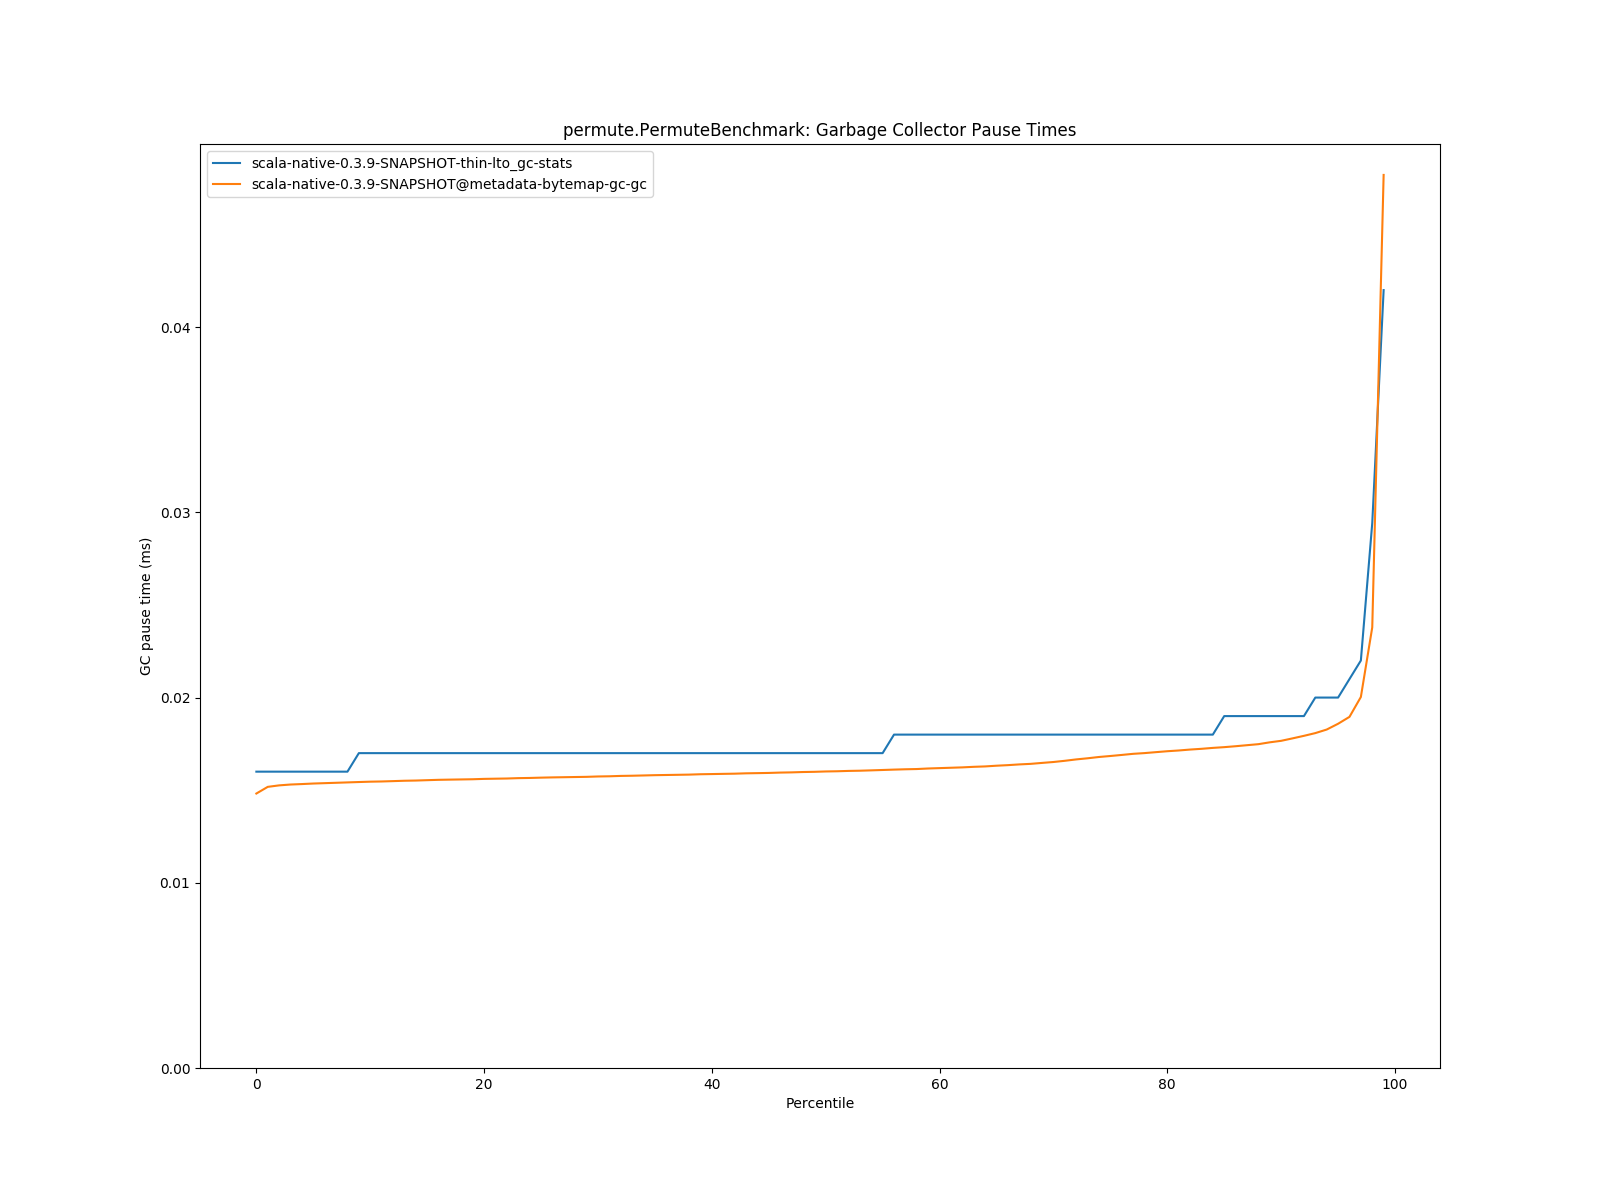 permute.PermuteBenchmark: Garbage Collector Pause Times
scala-native-0.3.9-SNAPSHOT-thin-lto_gc-stats
scala-native-0.3.9-SNAPSHOT@metadata-bytemap-gc-gc
0.04
0.03
0.02
0.01
0.00
GC pause time (ms)
0 20 40 60 80 100
Percentile